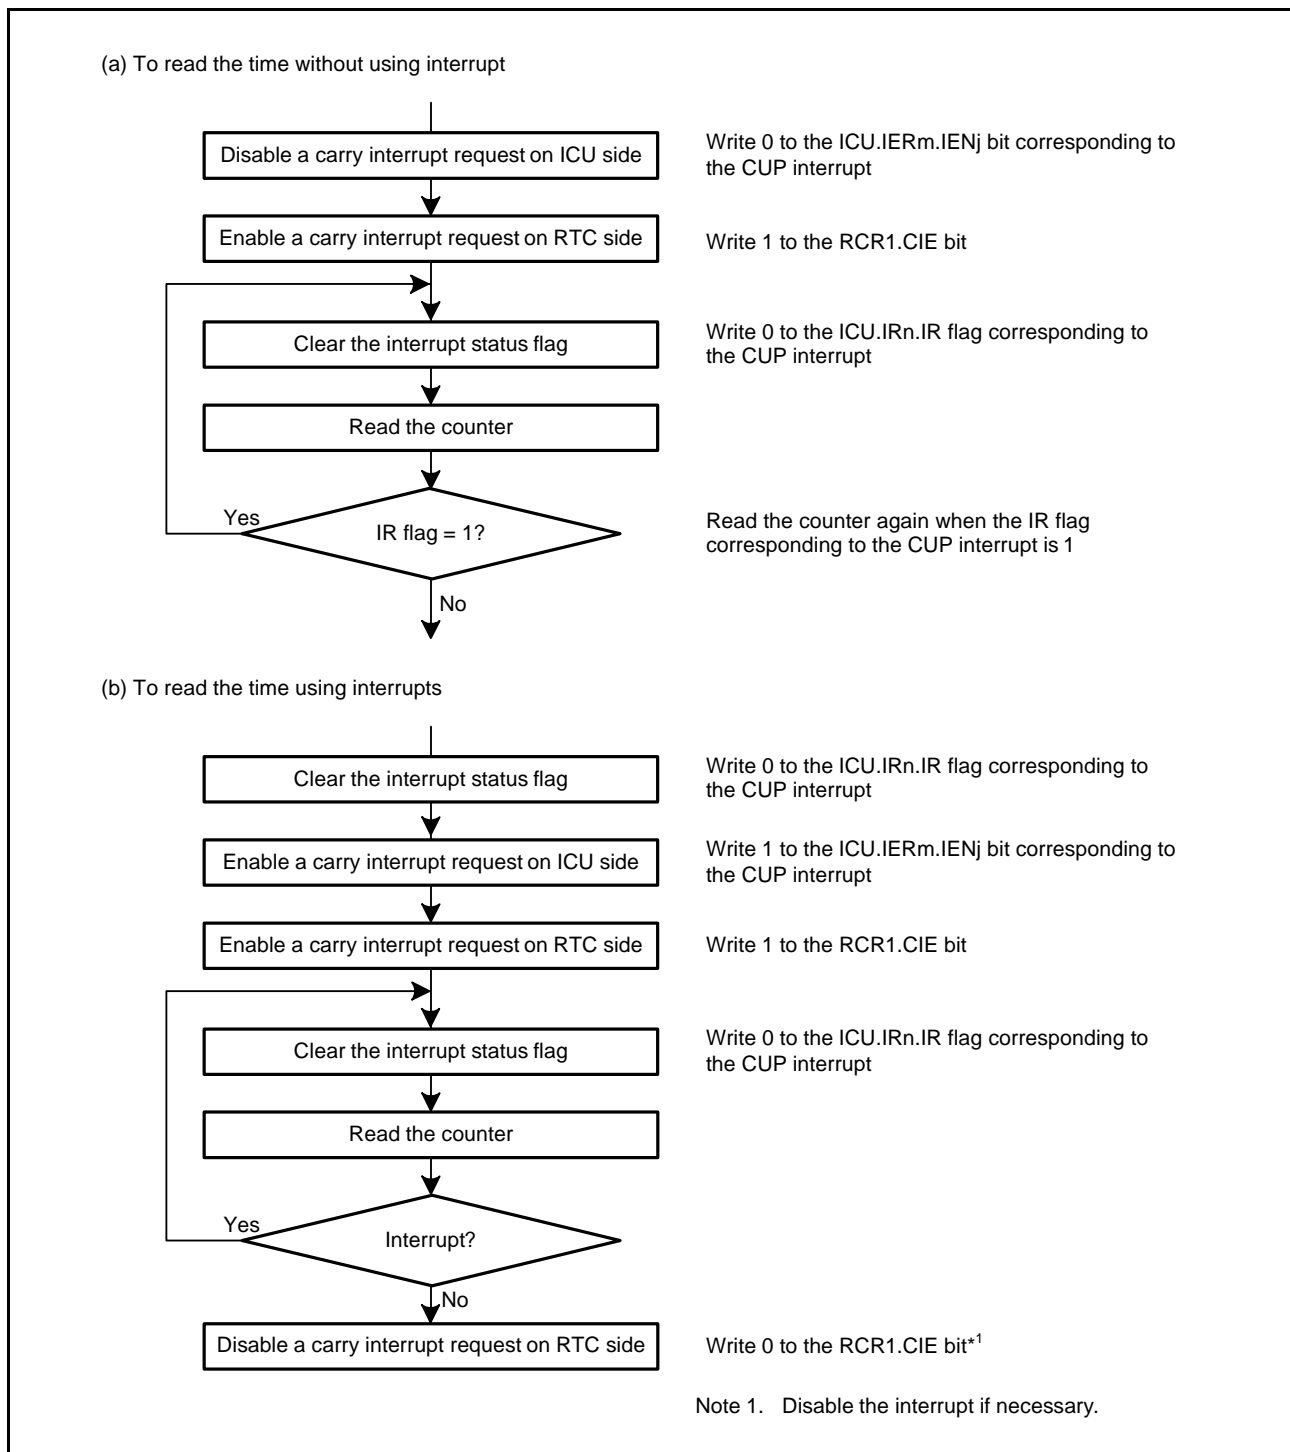 (a) To read the time without using interrupt
Disable a carry interrupt request on ICU side
Write 0 to the ICU.IERm.IENj bit corresponding to
the CUP interrupt
Enable a carry interrupt request on RTC side
Write 1 to the RCR1.CIE bit
Clear the interrupt status flag
Write 0 to the ICU.IRn.IR flag corresponding to
the CUP interrupt
Read the counter
Yes
IR flag = 1?
Read the counter again when the IR flag
corresponding to the CUP interrupt is 1
No
(b) To read the time using interrupts
Clear the interrupt status flag
Write 0 to the ICU.IRn.IR flag corresponding to
the CUP interrupt
Enable a carry interrupt request on ICU side
Write 1 to the ICU.IERm.IENj bit corresponding to
the CUP interrupt
Enable a carry interrupt request on RTC side
Write 1 to the RCR1.CIE bit
Clear the interrupt status flag
Write 0 to the ICU.IRn.IR flag corresponding to
the CUP interrupt
Read the counter
Yes
Interrupt?
No
Disable a carry interrupt request on RTC side
Write 0 to the RCR1.CIE bit*1
Note 1. Disable the interrupt if necessary.